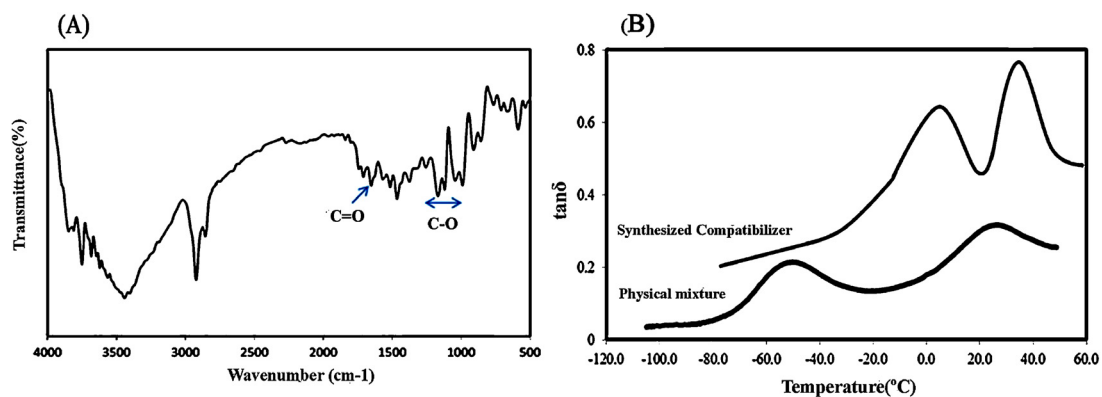 (A)
Transmittance(%)
C=O
C-O
4000 3500 3000 2000 1500 1000 500
Wavenumber (cm-1)
(B)
tanδ
0.8
0.6
0.4
0.2
0
Synthesized Compatibilizer
Physical mixture
-120.0 -100.0 -80.0 -60.0 -40.0 -20.0 0.0 20.0 40.0 60.0
Temperature(ºC)